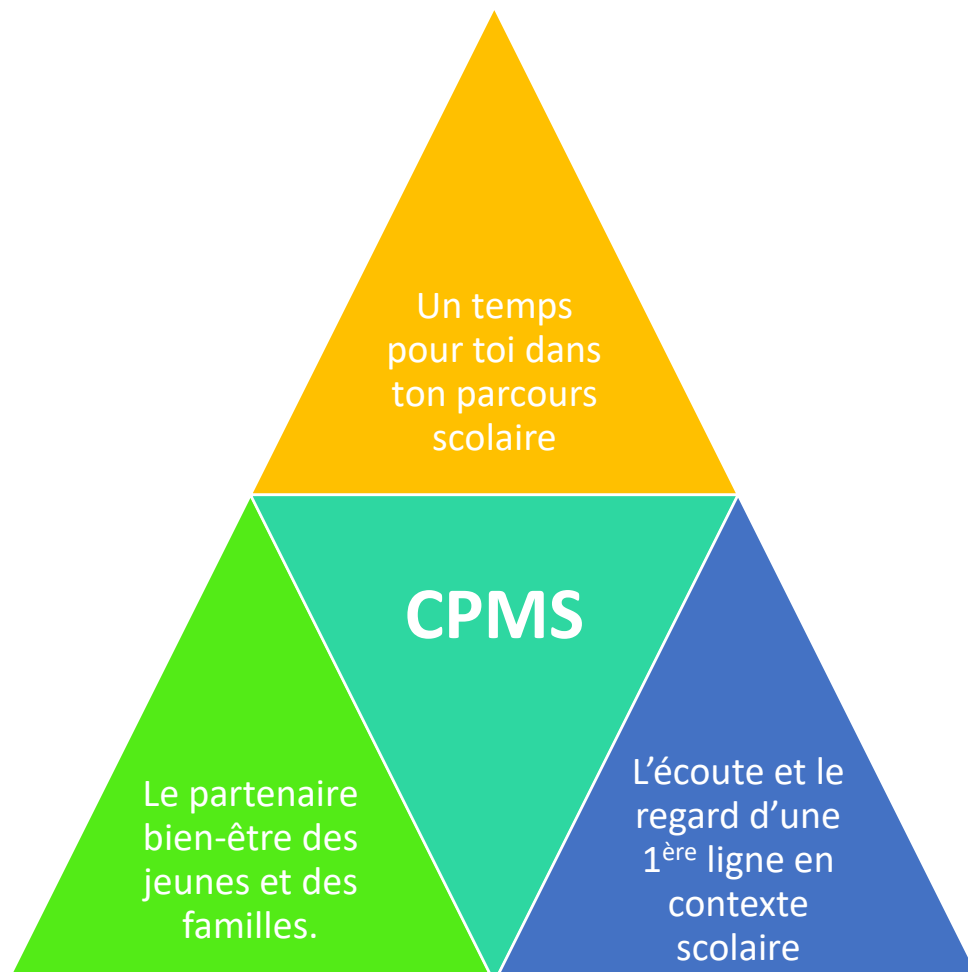 Un temps
pour toi dans
ton parcours
scolaire
CPMS
Le partenaire
bien-être des
jeunes et des
familles.
L’écoute et le
regard d’une
1ère ligne en
contexte
scolaire